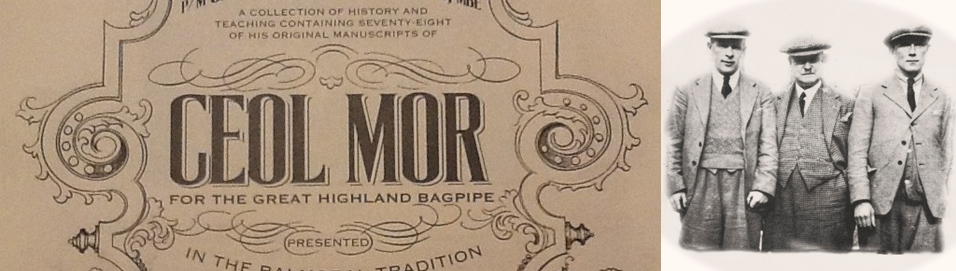 A COLLECTION OF HISTORY AND
TEACHING CONTAINING SEVENTY-EIGHT
OF HIS ORIGINAL MANUSCRIPTS OF
CEOL MOR
FOR THE GREAT HIGHLAND BAGPIPE
PRESENTED
IN THE BALMORAL TRADITION